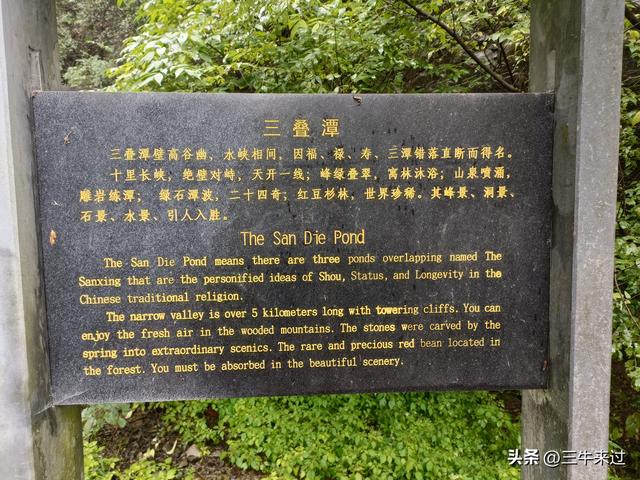 三叠潭
三叠潭壁高谷幽，水峡相间，因福、禄、寿、三潭错落直断而得名。
十里长峡，绝壁对峙，天开一线；峰绿叠翠，离林沐浴；山泉喷涌，
雕岩练潭； 绿石潭波，二十四奇；红豆杉林，世界珍稀。其峰景、洞景、
石景、水景、引人入胜。
The San Die Pond
The San Die Pond means there are three ponds overlapping named The
Sanxing that are the personified ideas of Shou, Status, and Longevity in the
Chinese traditional religion.
The narrow valley is over 5 kilometers long with towering cliffs. You can
enjoy the fresh air in the wooded mountains. The stones were carved by the
spring into extraordinary scenics. The rare and precious red bean located in
the forest. You must be absorbed in the beautiful scenery.
头条 @三牛来过